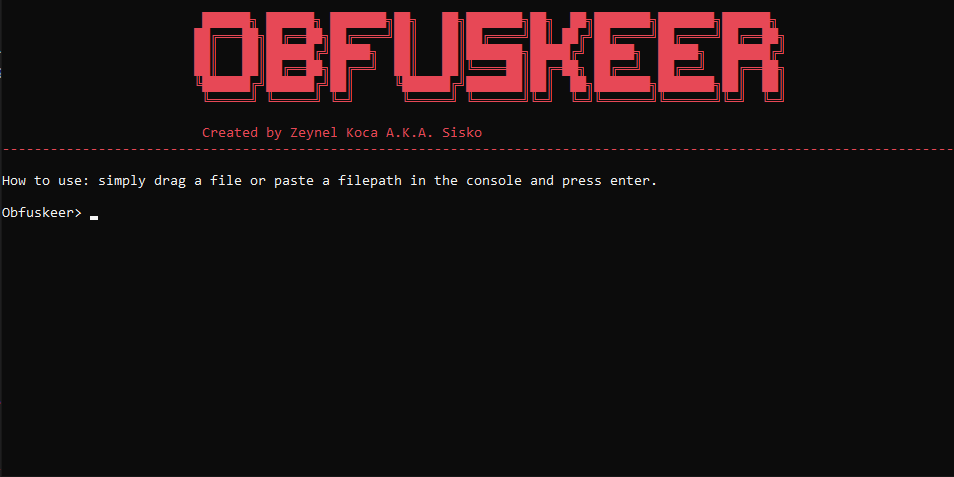 OBFUSKEER
Created by Zeynel Koca A.K.A. Sisko
How to use: simply drag a file or paste a filepath in the console and press enter.
Obfuskeer>